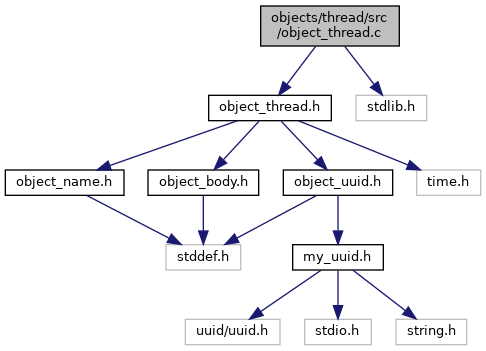 objects/thread/src
/object_thread.c
object_thread.h
stdlib.h
object_name.h
object_body.h
object_uuid.h
time.h
stddef.h
my_uuid.h
uuid/uuid.h
stdio.h
string.h